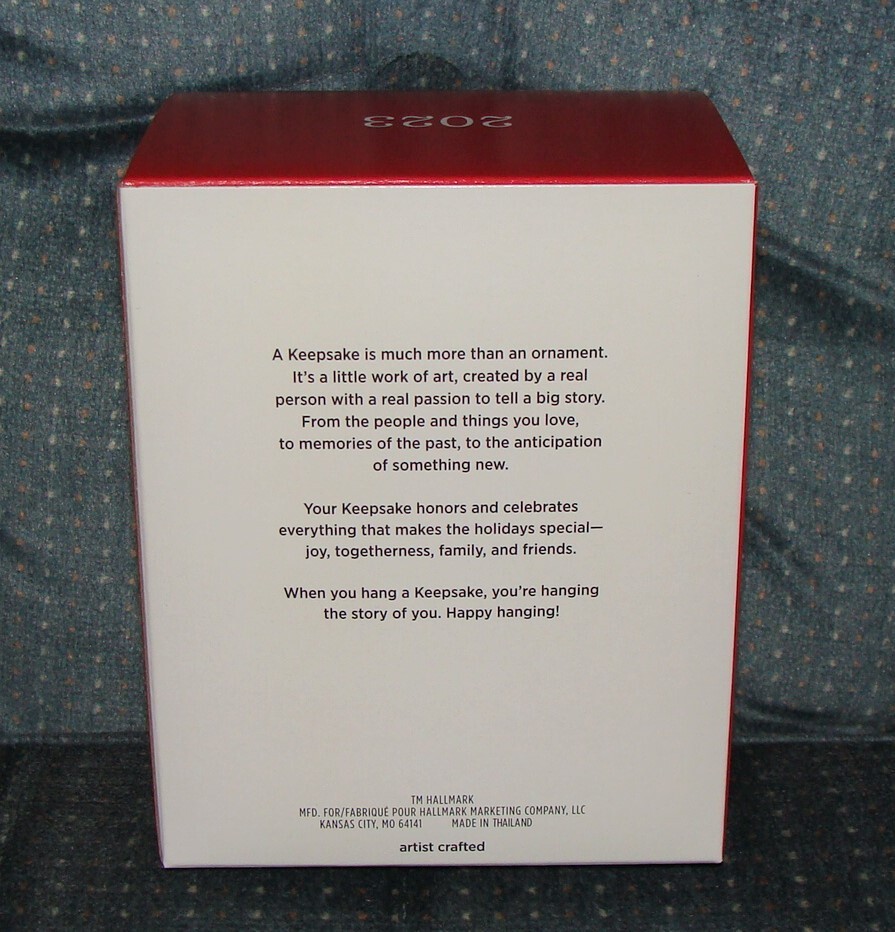 2023
A Keepsake is much more than an ornament.
It's a little work of art, created by a real
person with a real passion to tell a big story.
From the people and things you love,
to memories of the past, to the anticipation
of something new.
Your Keepsake honors and celebrates
everything that makes the holidays special—
joy, togetherness, family, and friends.
When you hang a Keepsake, you're hanging
the story of you. Happy hanging!
TM HALLMARK
MFD. FOR/FABRIQUÉ POUR HALLMARK MARKETING COMPANY, LLC
KANSAS CITY, MO 64141 MADE IN THAILAND
artist crafted